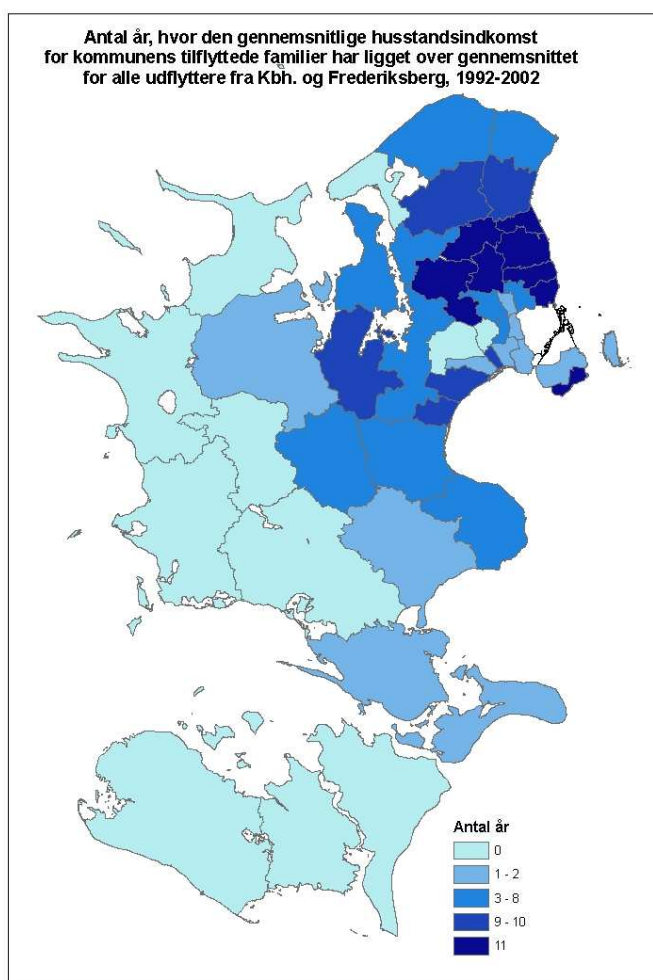 Antal år, hvor den gennemsnitlige husstandsindkomst
for kommunens tilflyttede familier har ligget over gennemsnittet
for alle udflyttere fra Kbh. og Frederiksberg, 1992-2002
Antal år
0
1 - 2
3 - 8
9 - 10
11